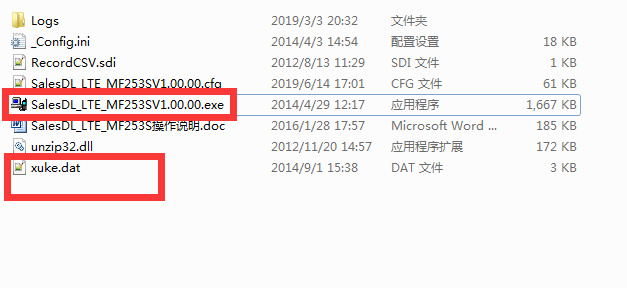 Logs 2019/3/3 20:32 文件夹
_Config.ini 2014/4/3 14:54 配置设置 18 KB
RecordCSV.sdi 2012/8/13 11:29 SDI 文件 1 KB
SalesDL_LTE_MF253SV1.00.00.cfg 2019/6/14 17:01 CFG 文件 61 KB
SalesDL_LTE_MF253SV1.00.00.exe 2014/4/29 12:17 应用程序 1,667 KB
SalesDL_LTE_MF253S操作说明.doc 2016/1/28 17:57 Microsoft Word ... 185 KB
unzip32.dll 2012/11/20 14:57 应用程序扩展 172 KB
xuke.dat 2014/9/1 15:38 DAT 文件 3 KB